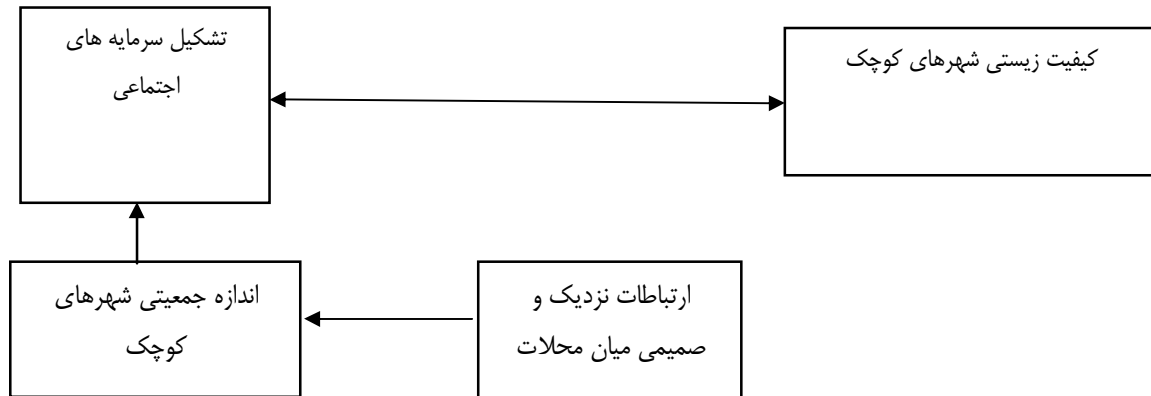 کیفیت زیستی شهرهای کوچک
تشکیل سرمایه های
اجتماعی
ارتباطات نزدیک و
صمیمی میان محلات
اندازه جمعیتی شهرهای
کوچک